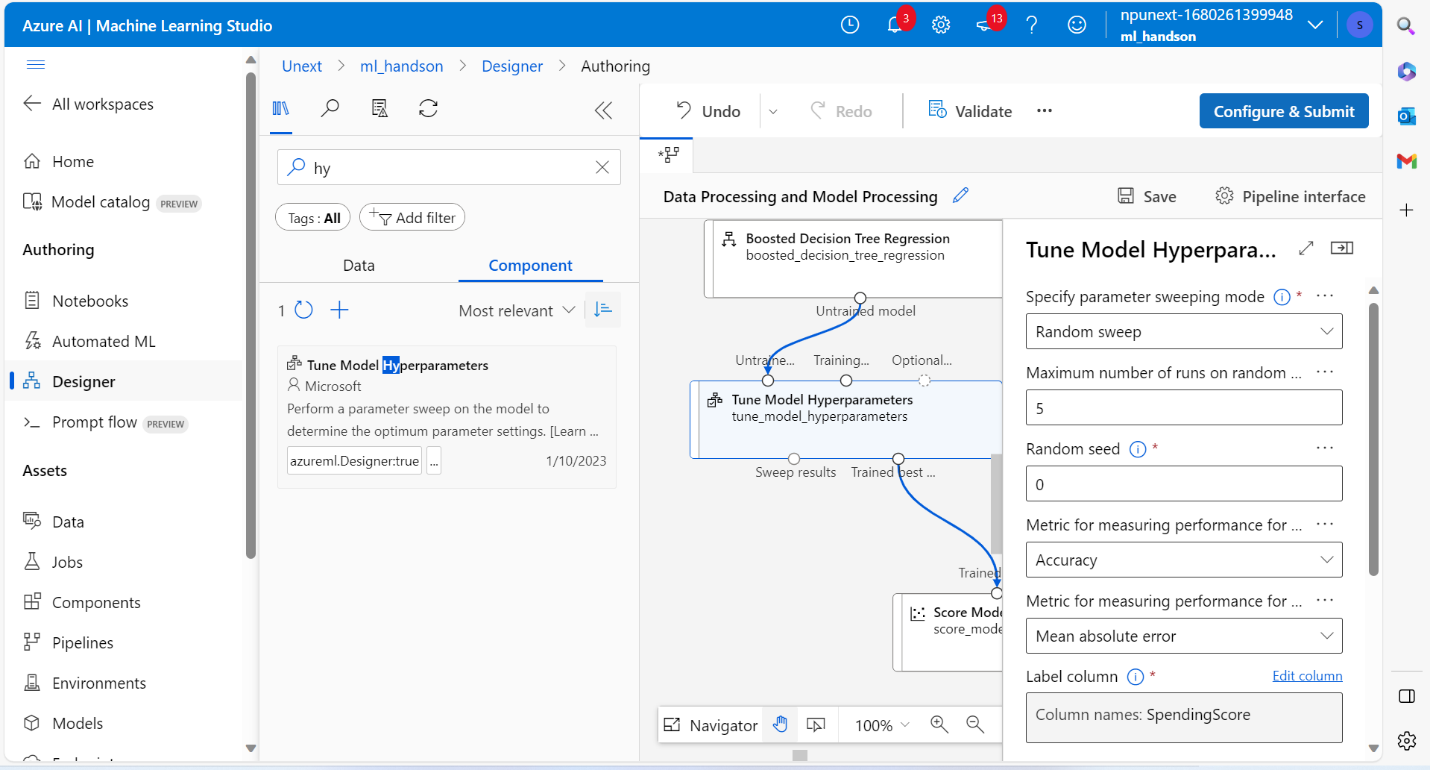 Azure AI | Machine Learning Studio
3
13
?
npunext-1680261399948
ml_handson
S
Unext > ml_handson > Designer > Authoring
All workspaces
Home
Model catalog PREVIEW
Authoring
Notebooks
Automated ML
Designer
Prompt flow PREVIEW
Assets
Data
Jobs
Components
Pipelines
Environments
Models
hy
Tags : All
Add filter
Data
Component
1
Most relevant
Tune Model Hyperparameters
Microsoft
Perform a parameter sweep on the model to
determine the optimum parameter settings. [Learn ...
azureml.Designer:true
...
1/10/2023
Undo
Redo
Validate
...
Configure & Submit
Data Processing and Model Processing
Save
Pipeline interface
Boosted Decision Tree Regression
boosted_decision_tree_regression
Untrained model
Untraine...
Training...
Optional...
Tune Model Hyperparameters
tune_model_hyperparameters
Sweep results
Trained best ...
Trained
Score Mode
score_mode
Navigator
100%
Tune Model Hyperpara...
Specify parameter sweeping mode * ...
Random sweep
Maximum number of runs on random ... ...
5
Random seed * ...
0
Metric for measuring performance for ... ...
Accuracy
Metric for measuring performance for ... ...
Mean absolute error
Label column * Edit column
Column names: SpendingScore